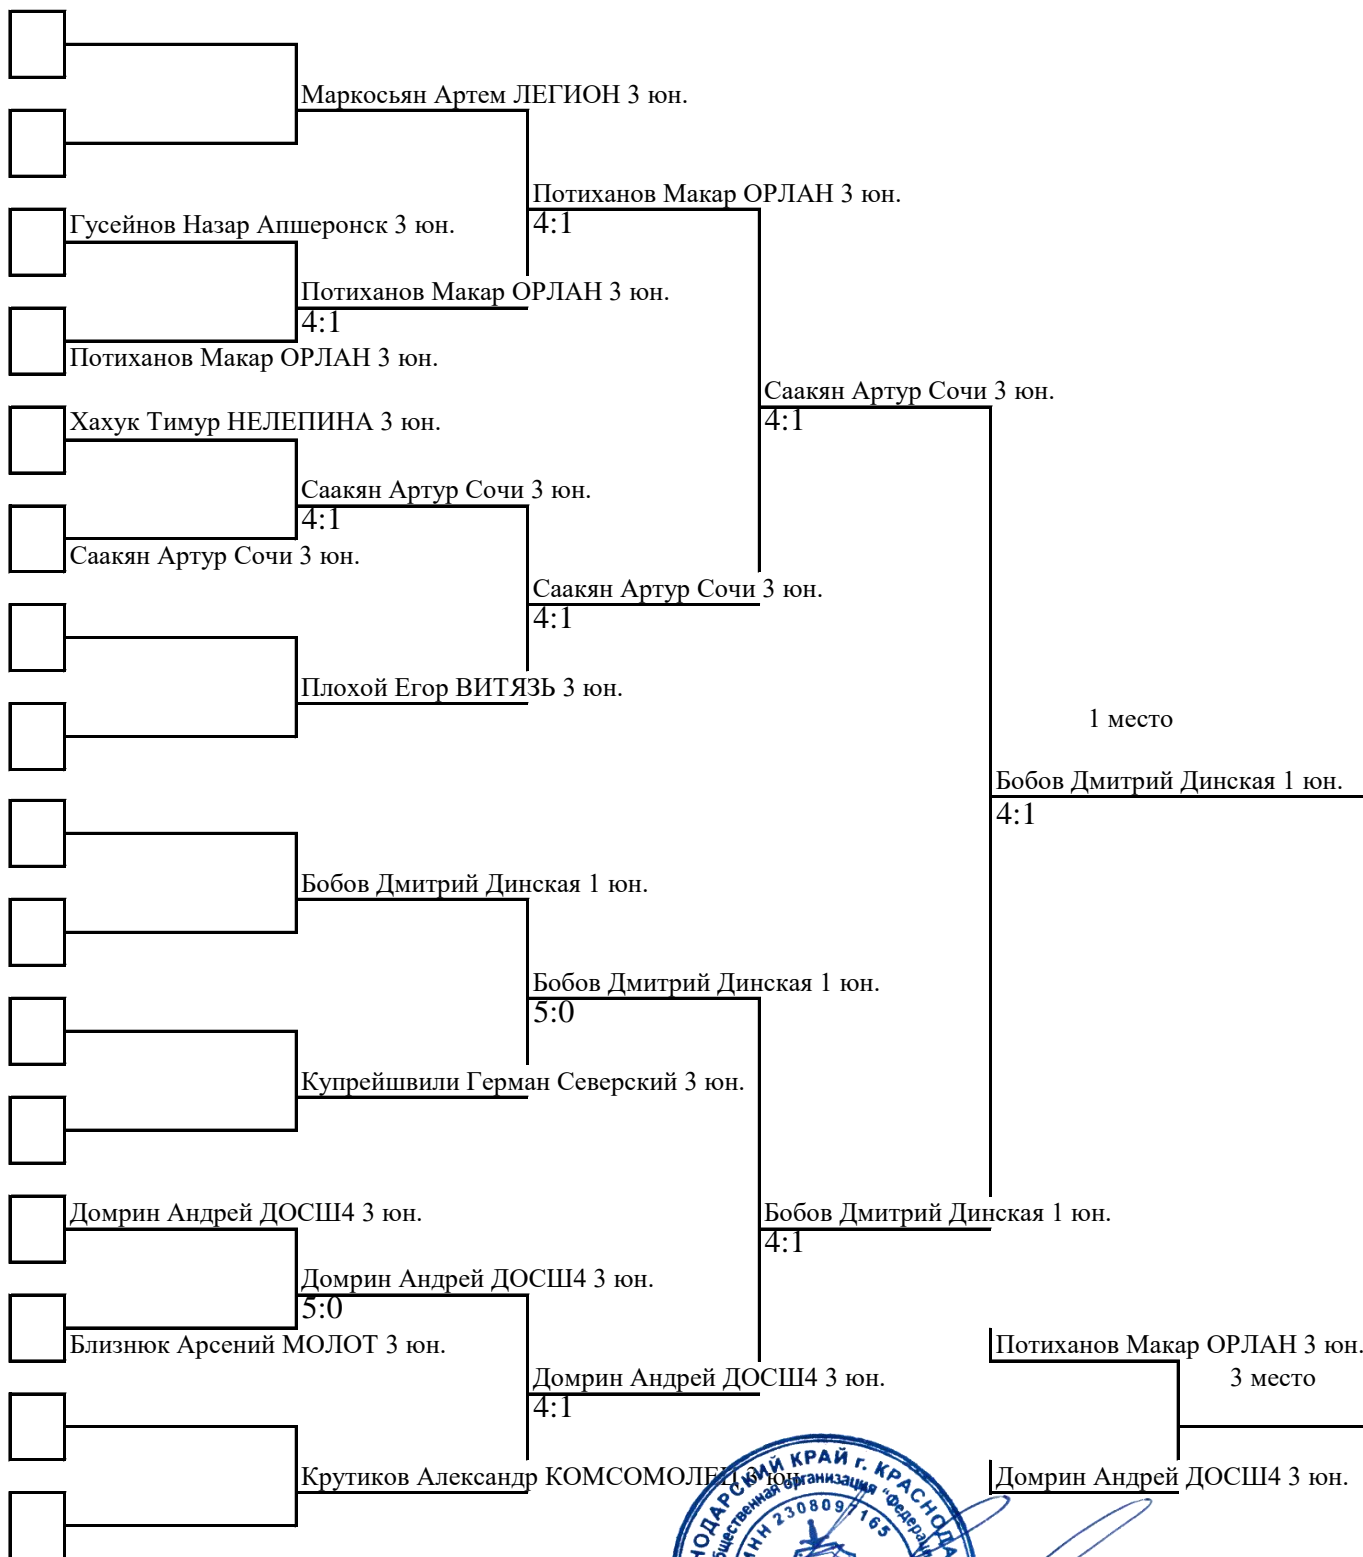 Маркосьян Артем ЛЕГИОН 3 юн.
Потиханов Макар ОРЛАН 3 юн.
4:1
Гусейнов Назар Апшеронск 3 юн.
Потиханов Макар ОРЛАН 3 юн.
4:1
Потиханов Макар ОРЛАН 3 юн.
Саакян Артур Сочи 3 юн.
4:1
Хахук Тимур НЕЛЕПИНА 3 юн.
Саакян Артур Сочи 3 юн.
4:1
Саакян Артур Сочи 3 юн.
Саакян Артур Сочи 3 юн.
4:1
Плохой Егор ВИТЯЗЬ 3 юн.
1 место
Бобов Дмитрий Динская 1 юн.
4:1
Бобов Дмитрий Динская 1 юн.
Бобов Дмитрий Динская 1 юн.
5:0
Купрейшвили Герман Северский 3 юн.
Домрин Андрей ДОСШ4 3 юн.
Бобов Дмитрий Динская 1 юн.
4:1
Домрин Андрей ДОСШ4 3 юн.
5:0
Близнюк Арсений МОЛОТ 3 юн.
Потиханов Макар ОРЛАН 3 юн.
3 место
Домрин Андрей ДОСШ4 3 юн.
4:1
Крутиков Александр КОМСОМОЛЕЦ 3 юн.
Домрин Андрей ДОСШ4 3 юн.
КРАЙ г.
организация
ИНН 2308097165